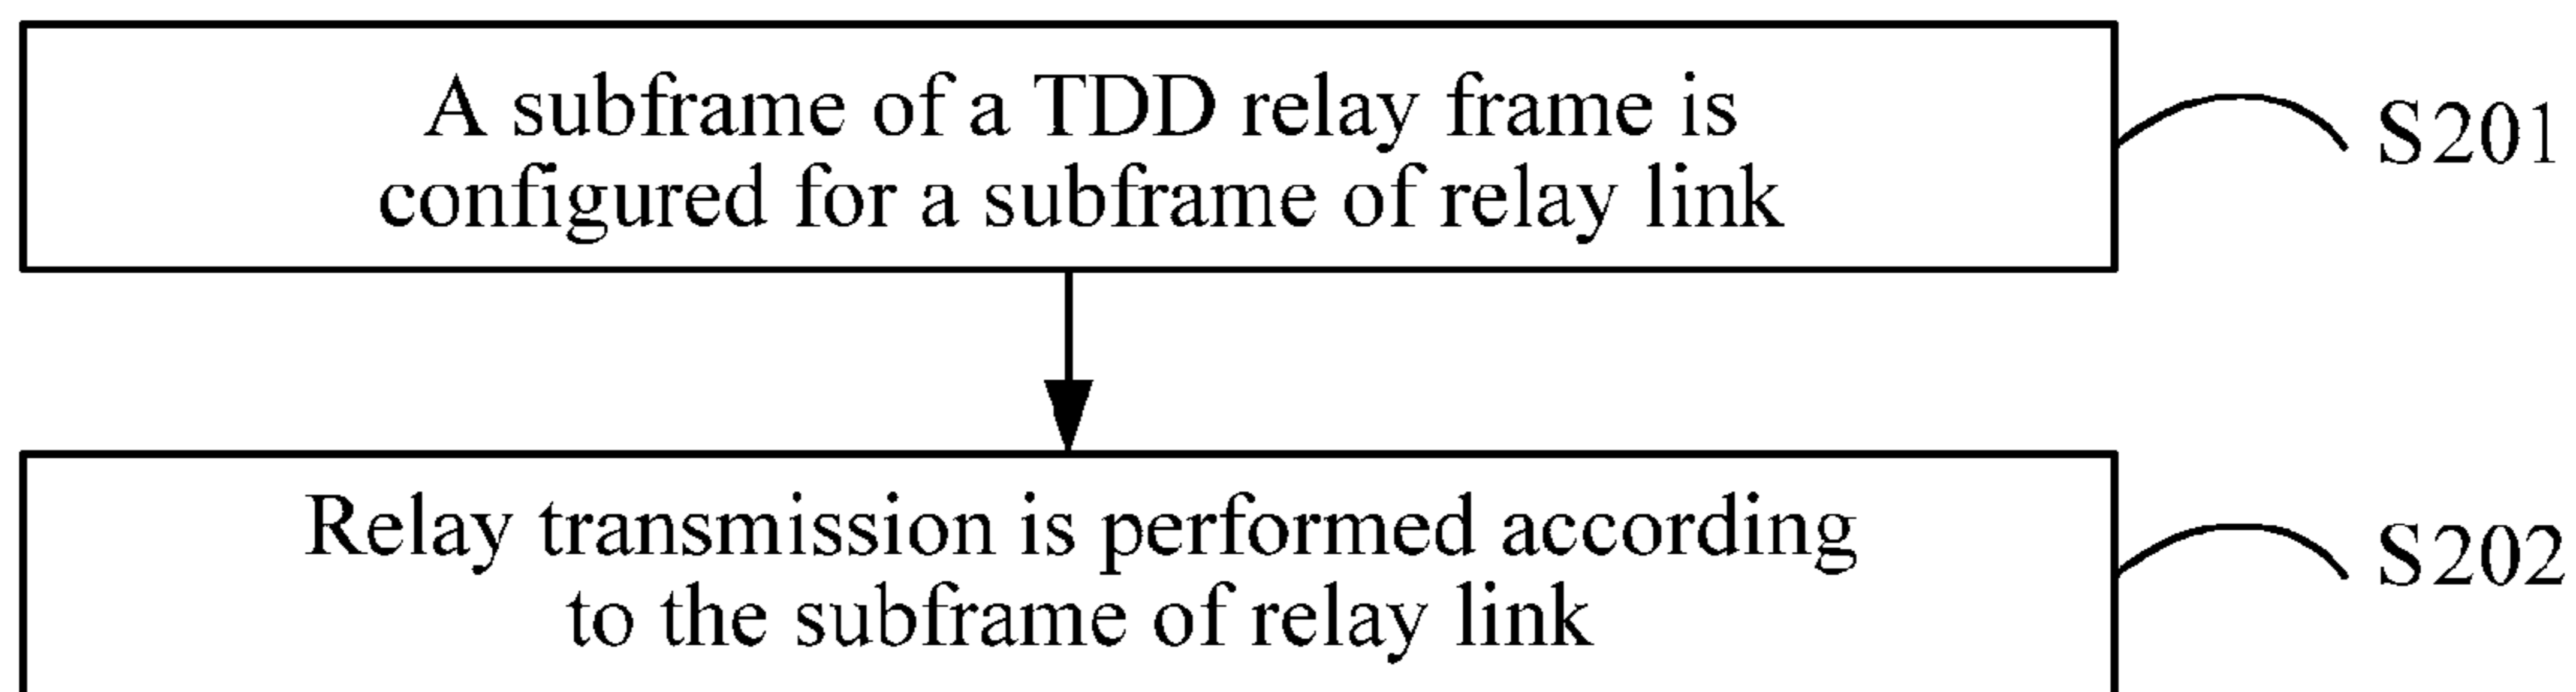 A subframe of a TDD relay frame is
configured for a subframe of relay link
S201
Relay transmission is performed according
to the subframe of relay link
S202